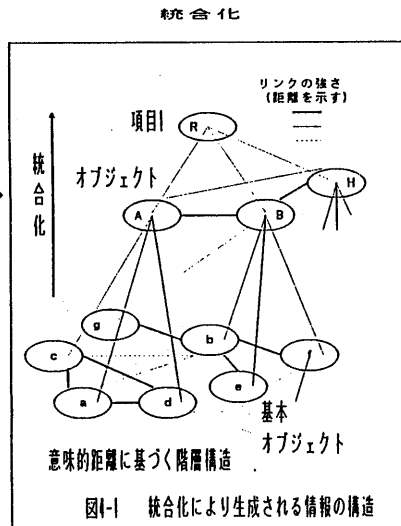 統合化
リンクの強さ
(距離を示す)
項目I
R
統合化
オブジェクト
H
A
B
g
b
c
a
d
e
基本
オブジェクト
意味的距離に基づく階層構造
図4-1 統合化により生成される情報の構造